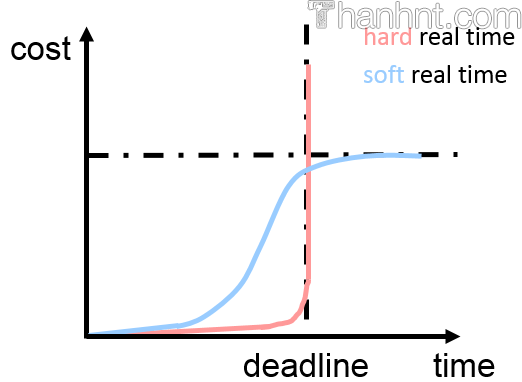 Thanhnt.com
hard real time
cost
soft real time
deadline
time